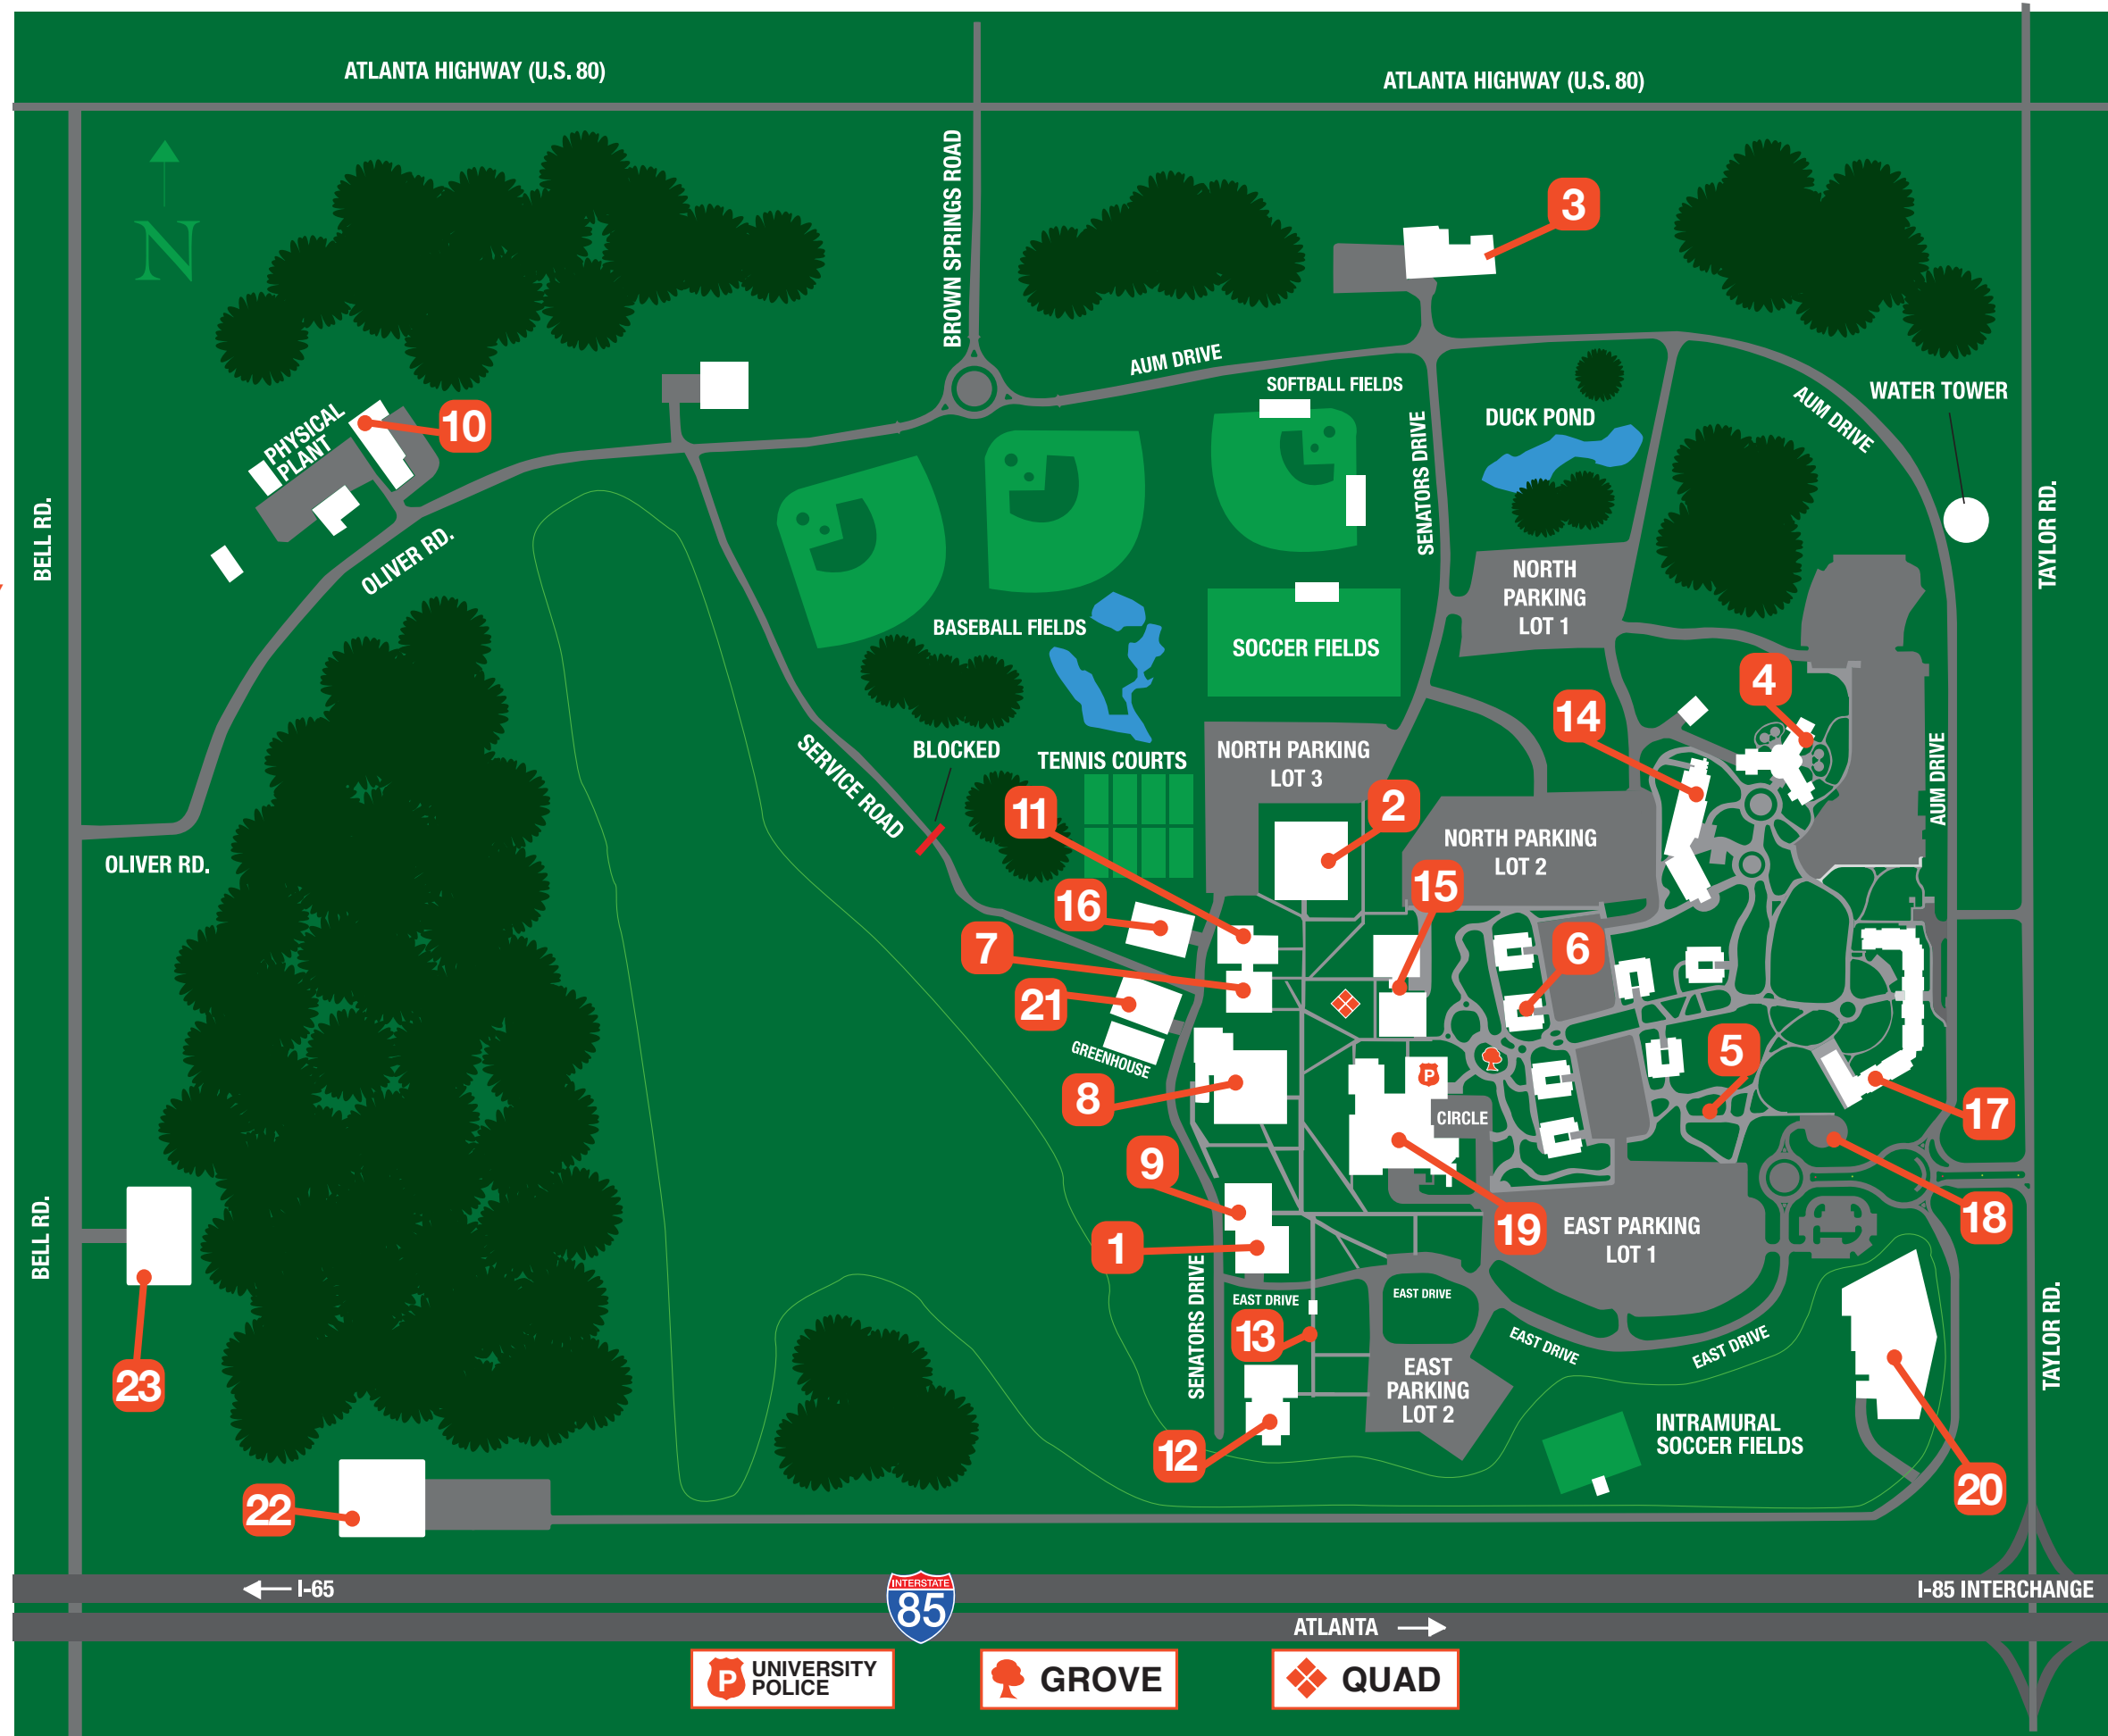 ATLANTA HIGHWAY (U.S. 80)
ATLANTA HIGHWAY (U.S. 80)
BROWN SPRINGS ROAD
3
N
AUM DRIVE
SOFTBALL FIELDS
DUCK POND
AUM DRIVE
WATER TOWER
PHYSICAL
PLANT
10
SENATORS DRIVE
BELL RD.
OLIVER RD.
TAYLOR RD.
NORTH
PARKING
LOT 1
BASEBALL FIELDS
SOCCER FIELDS
4
14
BLOCKED
SERVICE ROAD
TENNIS COURTS
NORTH PARKING
LOT 3
AUM DRIVE
11
2
NORTH PARKING
LOT 2
OLIVER RD.
15
16
7
6
21
GREENHOUSE
8
P
5
CIRCLE
17
9
18
1
19
EAST PARKING
LOT 1
BELL RD.
SENATORS DRIVE
EAST DRIVE
EAST DRIVE
13
EAST DRIVE
EAST DRIVE
TAYLOR RD.
23
EAST
PARKING
LOT 2
12
INTRAMURAL
SOCCER FIELDS
20
22
I-65
INTERSTATE
85
I-85 INTERCHANGE
ATLANTA
P
UNIVERSITY
POLICE
GROVE
QUAD